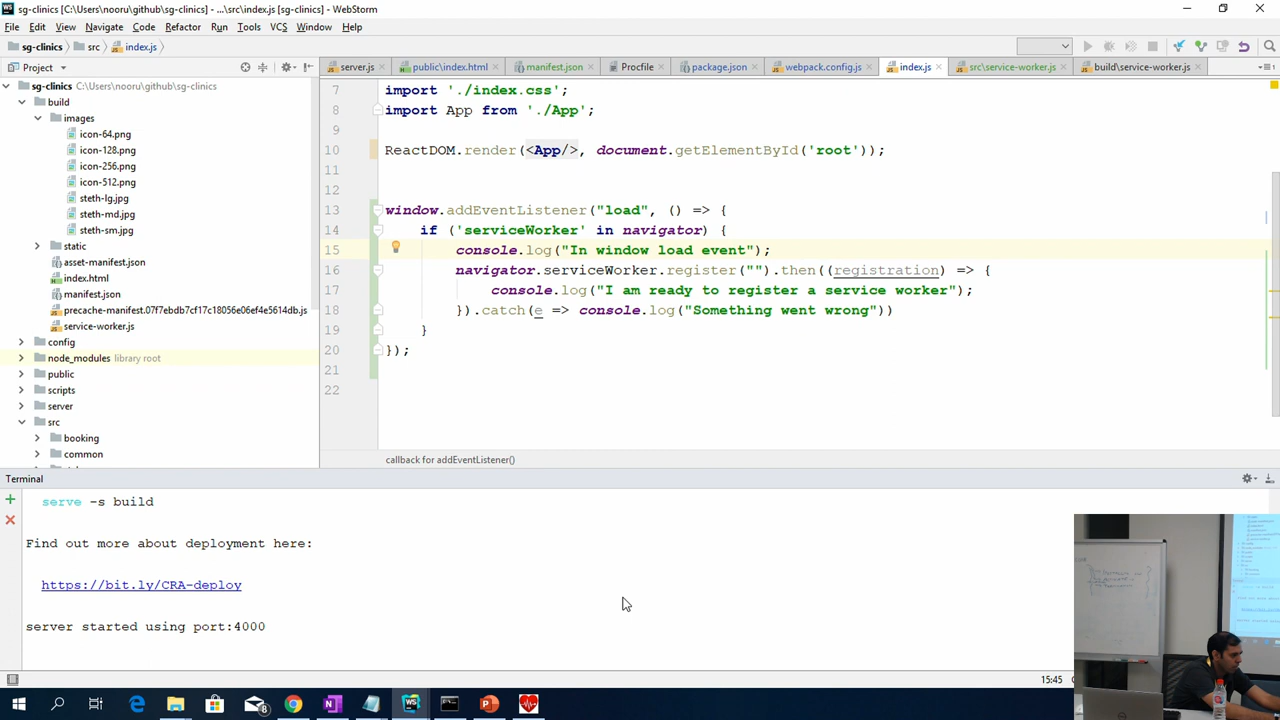 sg-clinics [C:\Users\nooru\github\sg-clinics] - ...\src\index.js [sg-clinics] - WebStorm
File Edit View Navigate Code Refactor Run Tools VCS Window Help
sg-clinics src index.js
Project
server.js public\index.html manifest.json Procfile package.json webpack.config.js index.js src\service-worker.js build\service-worker.js
sg-clinics C:\Users\nooru\github\sg-clinics
build
images
icon-64.png
icon-128.png
icon-256.png
icon-512.png
steth-lg.jpg
steth-md.jpg
steth-sm.jpg
static
asset-manifest.json
index.html
manifest.json
precache-manifest.07f7ebdb7cf17c18056e06ef4e5614db.js
service-worker.js
config
node_modules library root
public
scripts
server
src
booking
common
7 import './index.css';
8 import App from './App';
9
10 ReactDOM.render(<App/>, document.getElementById('root'));
11
12
13 window.addEventListener("load", () => {
14 if ('serviceWorker' in navigator) {
15 console.log("In window load event");
16 navigator.serviceWorker.register("").then((registration) => {
17 console.log("I am ready to register a service worker");
18 }).catch(e => console.log("Something went wrong"))
19 }
20 });
21
22
callback for addEventListener()
Terminal
serve -s build
Find out more about deployment here:
https://bit.ly/CRA-deploy
server started using port:4000
15:45